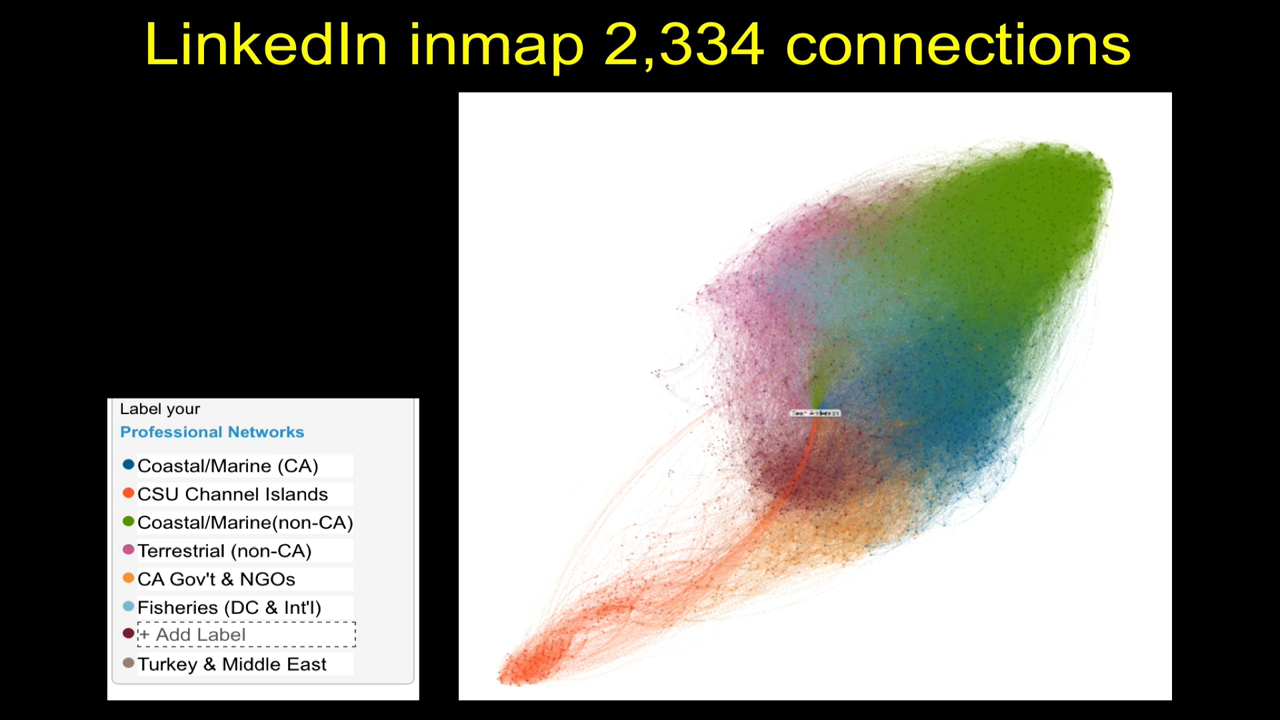 LinkedIn inmap 2,334 connections
Label your
Professional Networks
Coastal/Marine (CA)
CSU Channel Islands
Coastal/Marine(non-CA)
Terrestrial (non-CA)
CA Gov't & NGOs
Fisheries (DC & Int'l)
+ Add Label
Turkey & Middle East